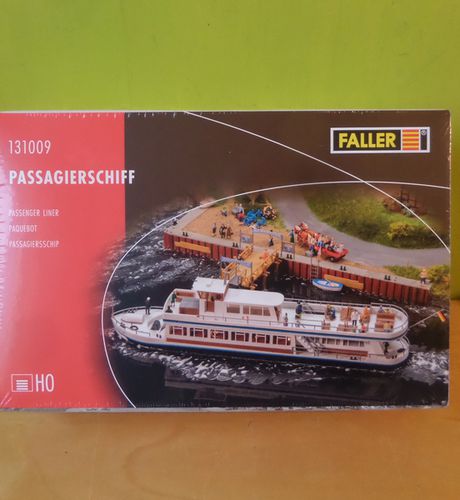 131009
PASSAGIERSCHIFF
PASSENGER LINER
PAQUEBOT
PASSAGIERSSCHIP
H0
FALLER